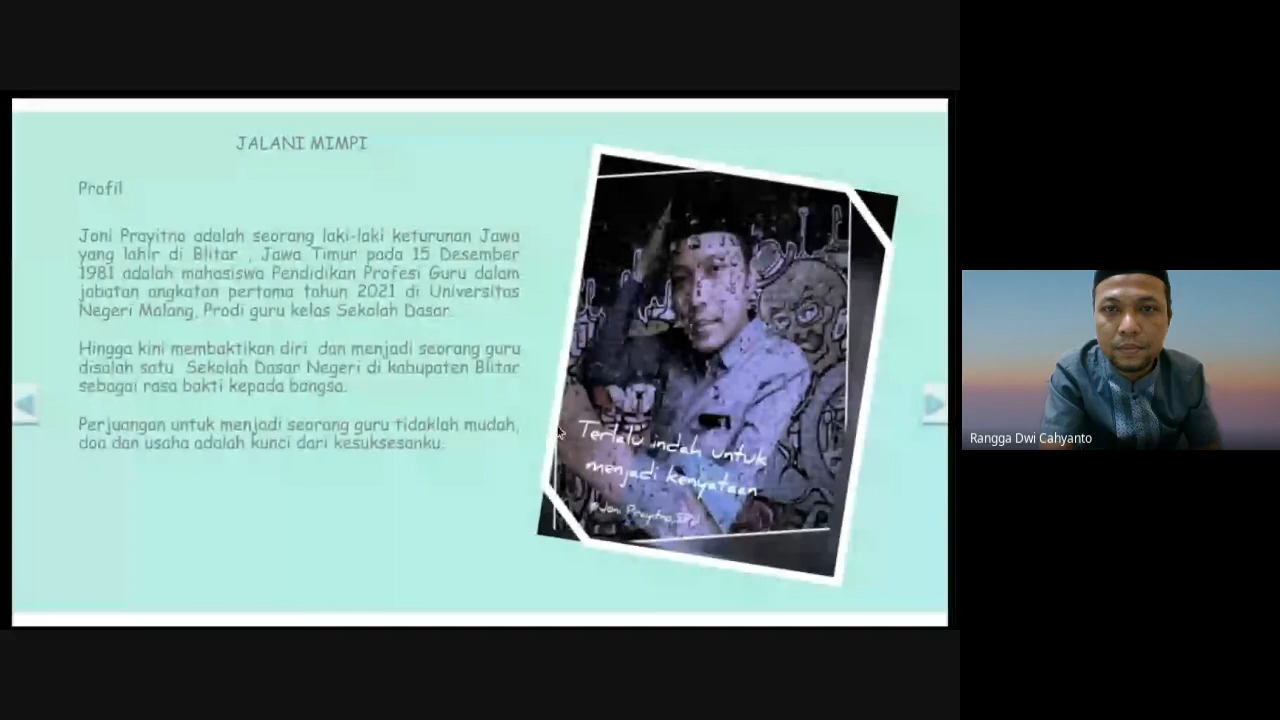 JALANI MIMPI
Profil
Joni Prayitno adalah seorang laki-laki keturunan Jawa
yang lahir di Blitar , Jawa Timur pada 15 Desember
1981 adalah mahasiswa Pendidikan Profesi Guru dalam
jabatan angkatan pertama tahun 2021 di Universitas
Negeri Malang, Prodi guru kelas Sekolah Dasar.
Hingga kini membaktikan diri dan menjadi seorang guru
disalah satu Sekolah Dasar Negeri di kabupaten Blitar
sebagai rasa bakti kepada bangsa.
Perjuangan untuk menjadi seorang guru tidaklah mudah,
doa dan usaha adalah kunci dari kesuksesanku.
Terlalu indah untuk
menjadi kenyataan
Joni Prayitno
Rangga Dwi Cahyanto